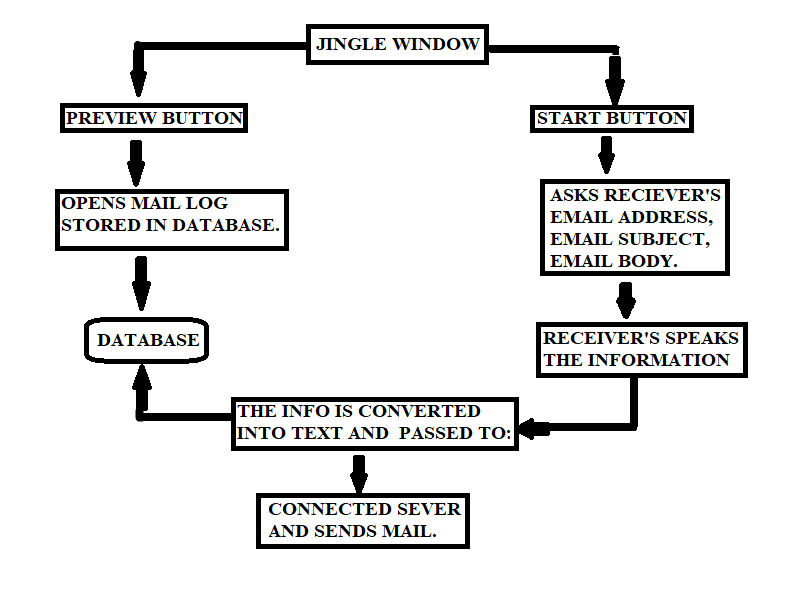 JINGLE WINDOW
PREVIEW BUTTON
START BUTTON
OPENS MAIL LOG
STORED IN DATABASE.
ASKS RECIEVER'S
EMAIL ADDRESS,
EMAIL SUBJECT,
EMAIL BODY.
DATABASE
RECEIVER'S SPEAKS
THE INFORMATION
THE INFO IS CONVERTED
INTO TEXT AND  PASSED TO:
CONNECTED SEVER
AND SENDS MAIL.